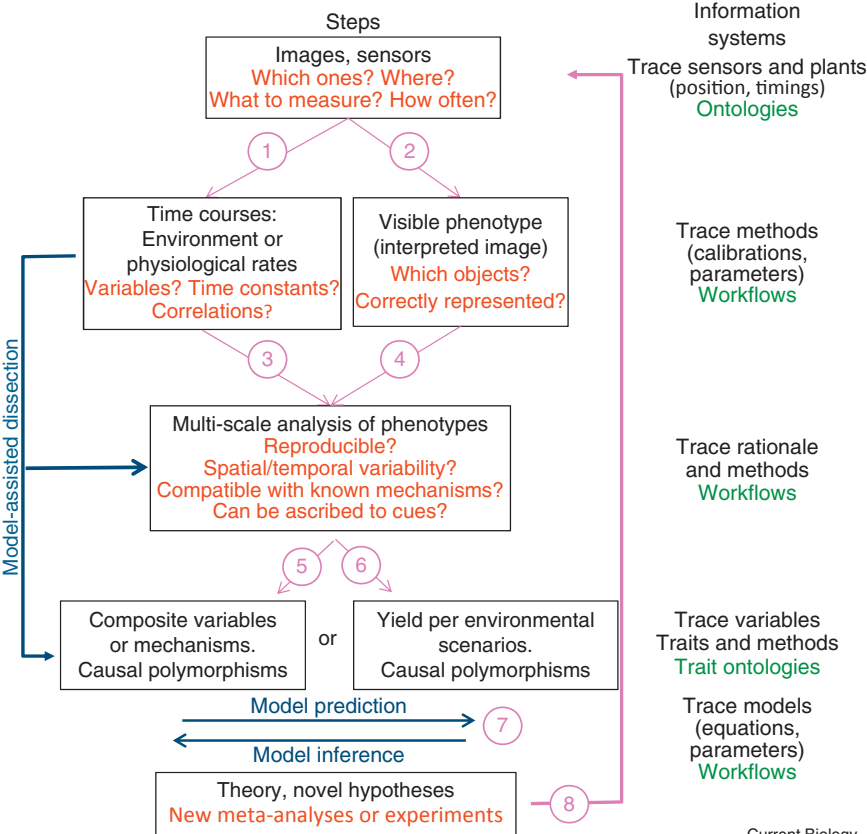 Steps
Information
systems
Images, sensors
Which ones? Where?
What to measure? How often?
Trace sensors and plants
(position, timings)
Ontologies
1
2
Time courses:
Environment or
physiological rates
Variables? Time constants?
Correlations?
Visible phenotype
(interpreted image)
Which objects?
Correctly represented?
Trace methods
(calibrations,
parameters)
Workflows
3
4
Model-assisted dissection
Multi-scale analysis of phenotypes
Reproducible?
Spatial/temporal variability?
Compatible with known mechanisms?
Can be ascribed to cues?
Trace rationale
and methods
Workflows
5
6
Composite variables
or mechanisms.
Causal polymorphisms
or
Yield per environmental
scenarios.
Causal polymorphisms
Trace variables
Traits and methods
Trait ontologies
Model prediction
7
Model inference
Trace models
(equations,
parameters)
Workflows
Theory, novel hypotheses
New meta-analyses or experiments
8
Current Biology